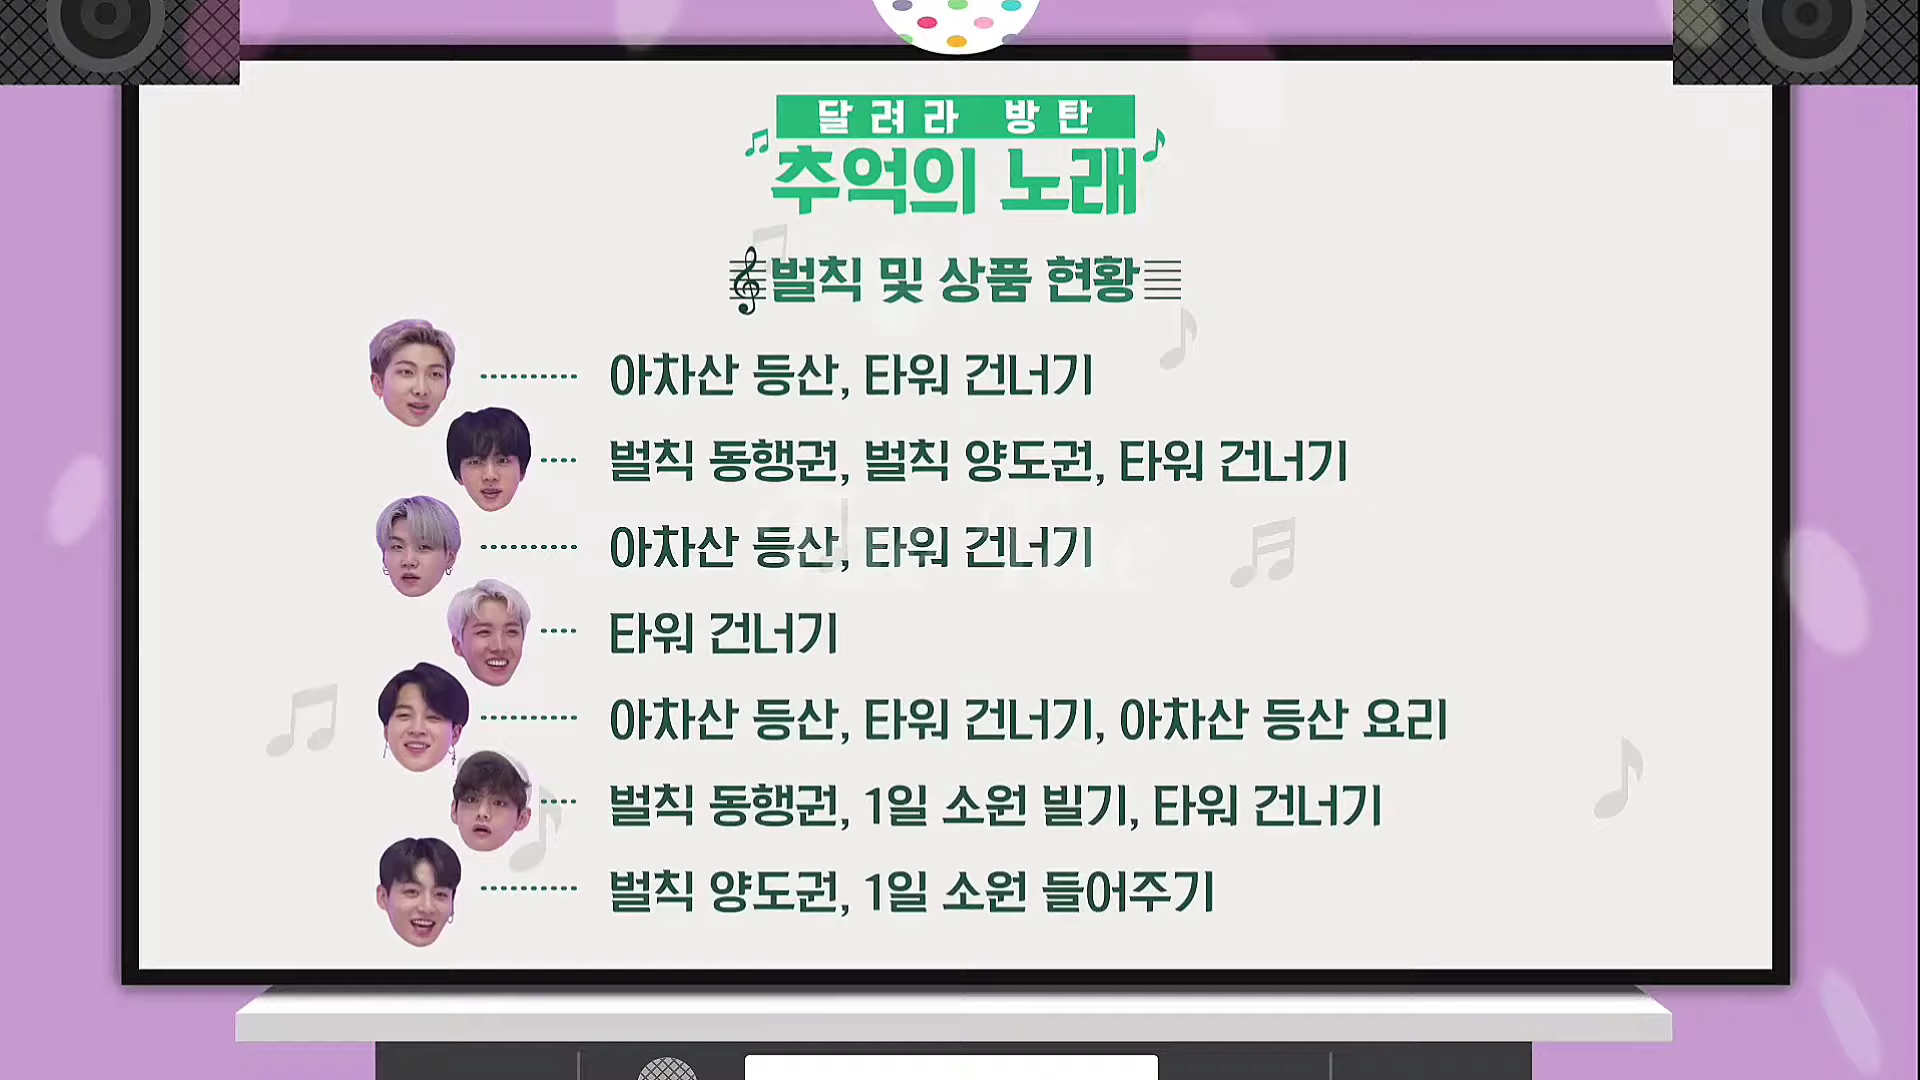 달려라 방탄
추억의 노래
벌칙 및 상품 현황
아차산 등산, 타워 건너기
벌칙 동행권, 벌칙 양도권, 타워 건너기
아차산 등산, 타워 건너기
타워 건너기
아차산 등산, 타워 건너기, 아차산 등산 요리
벌칙 동행권, 1일 소원 빌기, 타워 건너기
벌칙 양도권, 1일 소원 들어주기